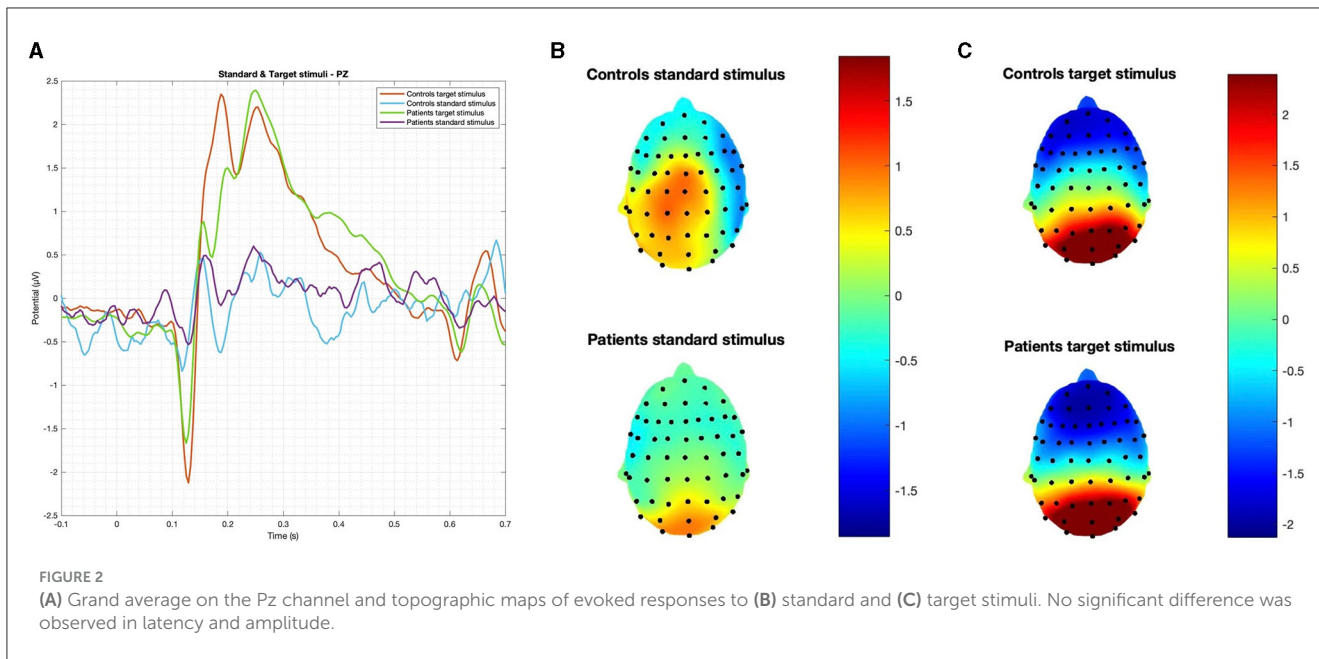 A
Standard & Target stimuli - PZ
Controls target stimulus
Controls standard stimulus
Patients target stimulus
Patients standard stimulus
2.5
2
1.5
1
0.5
0
-0.5
-1
-1.5
-2
-2.5
Potential (µV)
-0.1 0 0.1 0.2 0.3 0.4 0.5 0.6 0.7
Time (s)
B
Controls standard stimulus
Patients standard stimulus
1.5
1
0.5
0
-0.5
-1
-1.5
C
Controls target stimulus
Patients target stimulus
2
1.5
1
0.5
0
-0.5
-1
-1.5
-2
FIGURE 2
(A) Grand average on the Pz channel and topographic maps of evoked responses to (B) standard and (C) target stimuli. No significant difference was
observed in latency and amplitude.